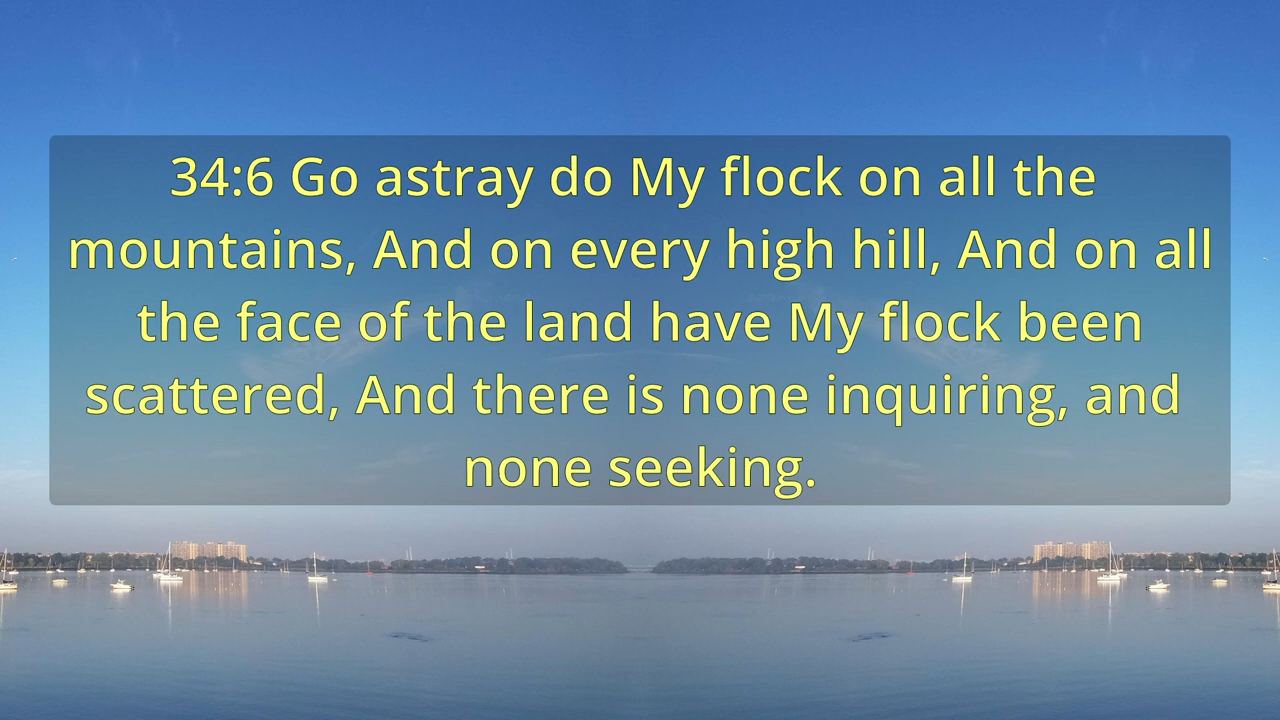 34:6 Go astray do My flock on all the
mountains, And on every high hill, And on all
the face of the land have My flock been
scattered, And there is none inquiring, and
none seeking.